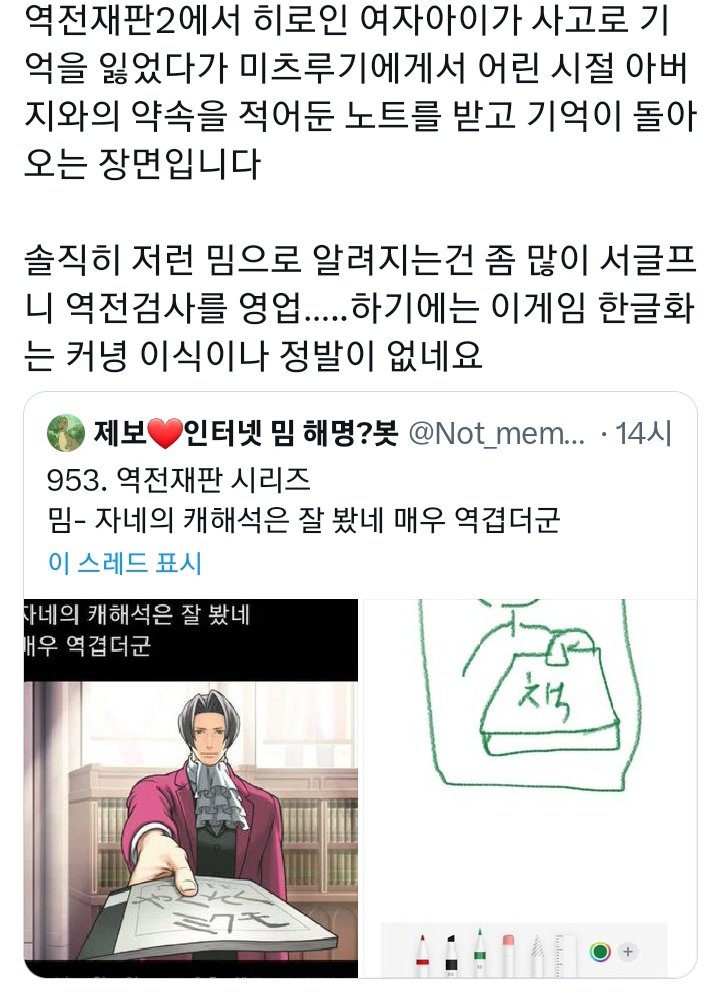 역전재판2에서 히로인 여자아이가 사고로 기
억을 잃었다가 미츠루기에게서 어린 시절 아버
지와의 약속을 적어둔 노트를 받고 기억이 돌아
오는 장면입니다
솔직히 저런 밈으로 알려지는건 좀 많이 서글프
니 역전검사를 영업.....하기에는 이게임 한글화
는 커녕 이식이나 정발이 없네요
제보❤️인터넷 밈 해명?봇 @Not_mem... · 14시
953. 역전재판 시리즈
밈- 자네의 캐해석은 잘 봤네 매우 역겹더군
이 스레드 표시
자네의 캐해석은 잘 봤네
매우 역겹더군
やくそく
ミクモ
책